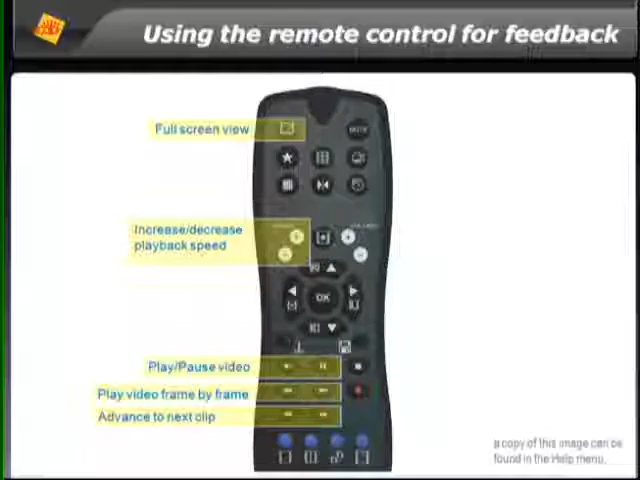 Using the remote control for feedback
Full screen view
Increase/decrease
playback speed
OK
Play/Pause video
Play video frame by frame
Advance to next clip
a copy of this image can be
found in the Help menu.